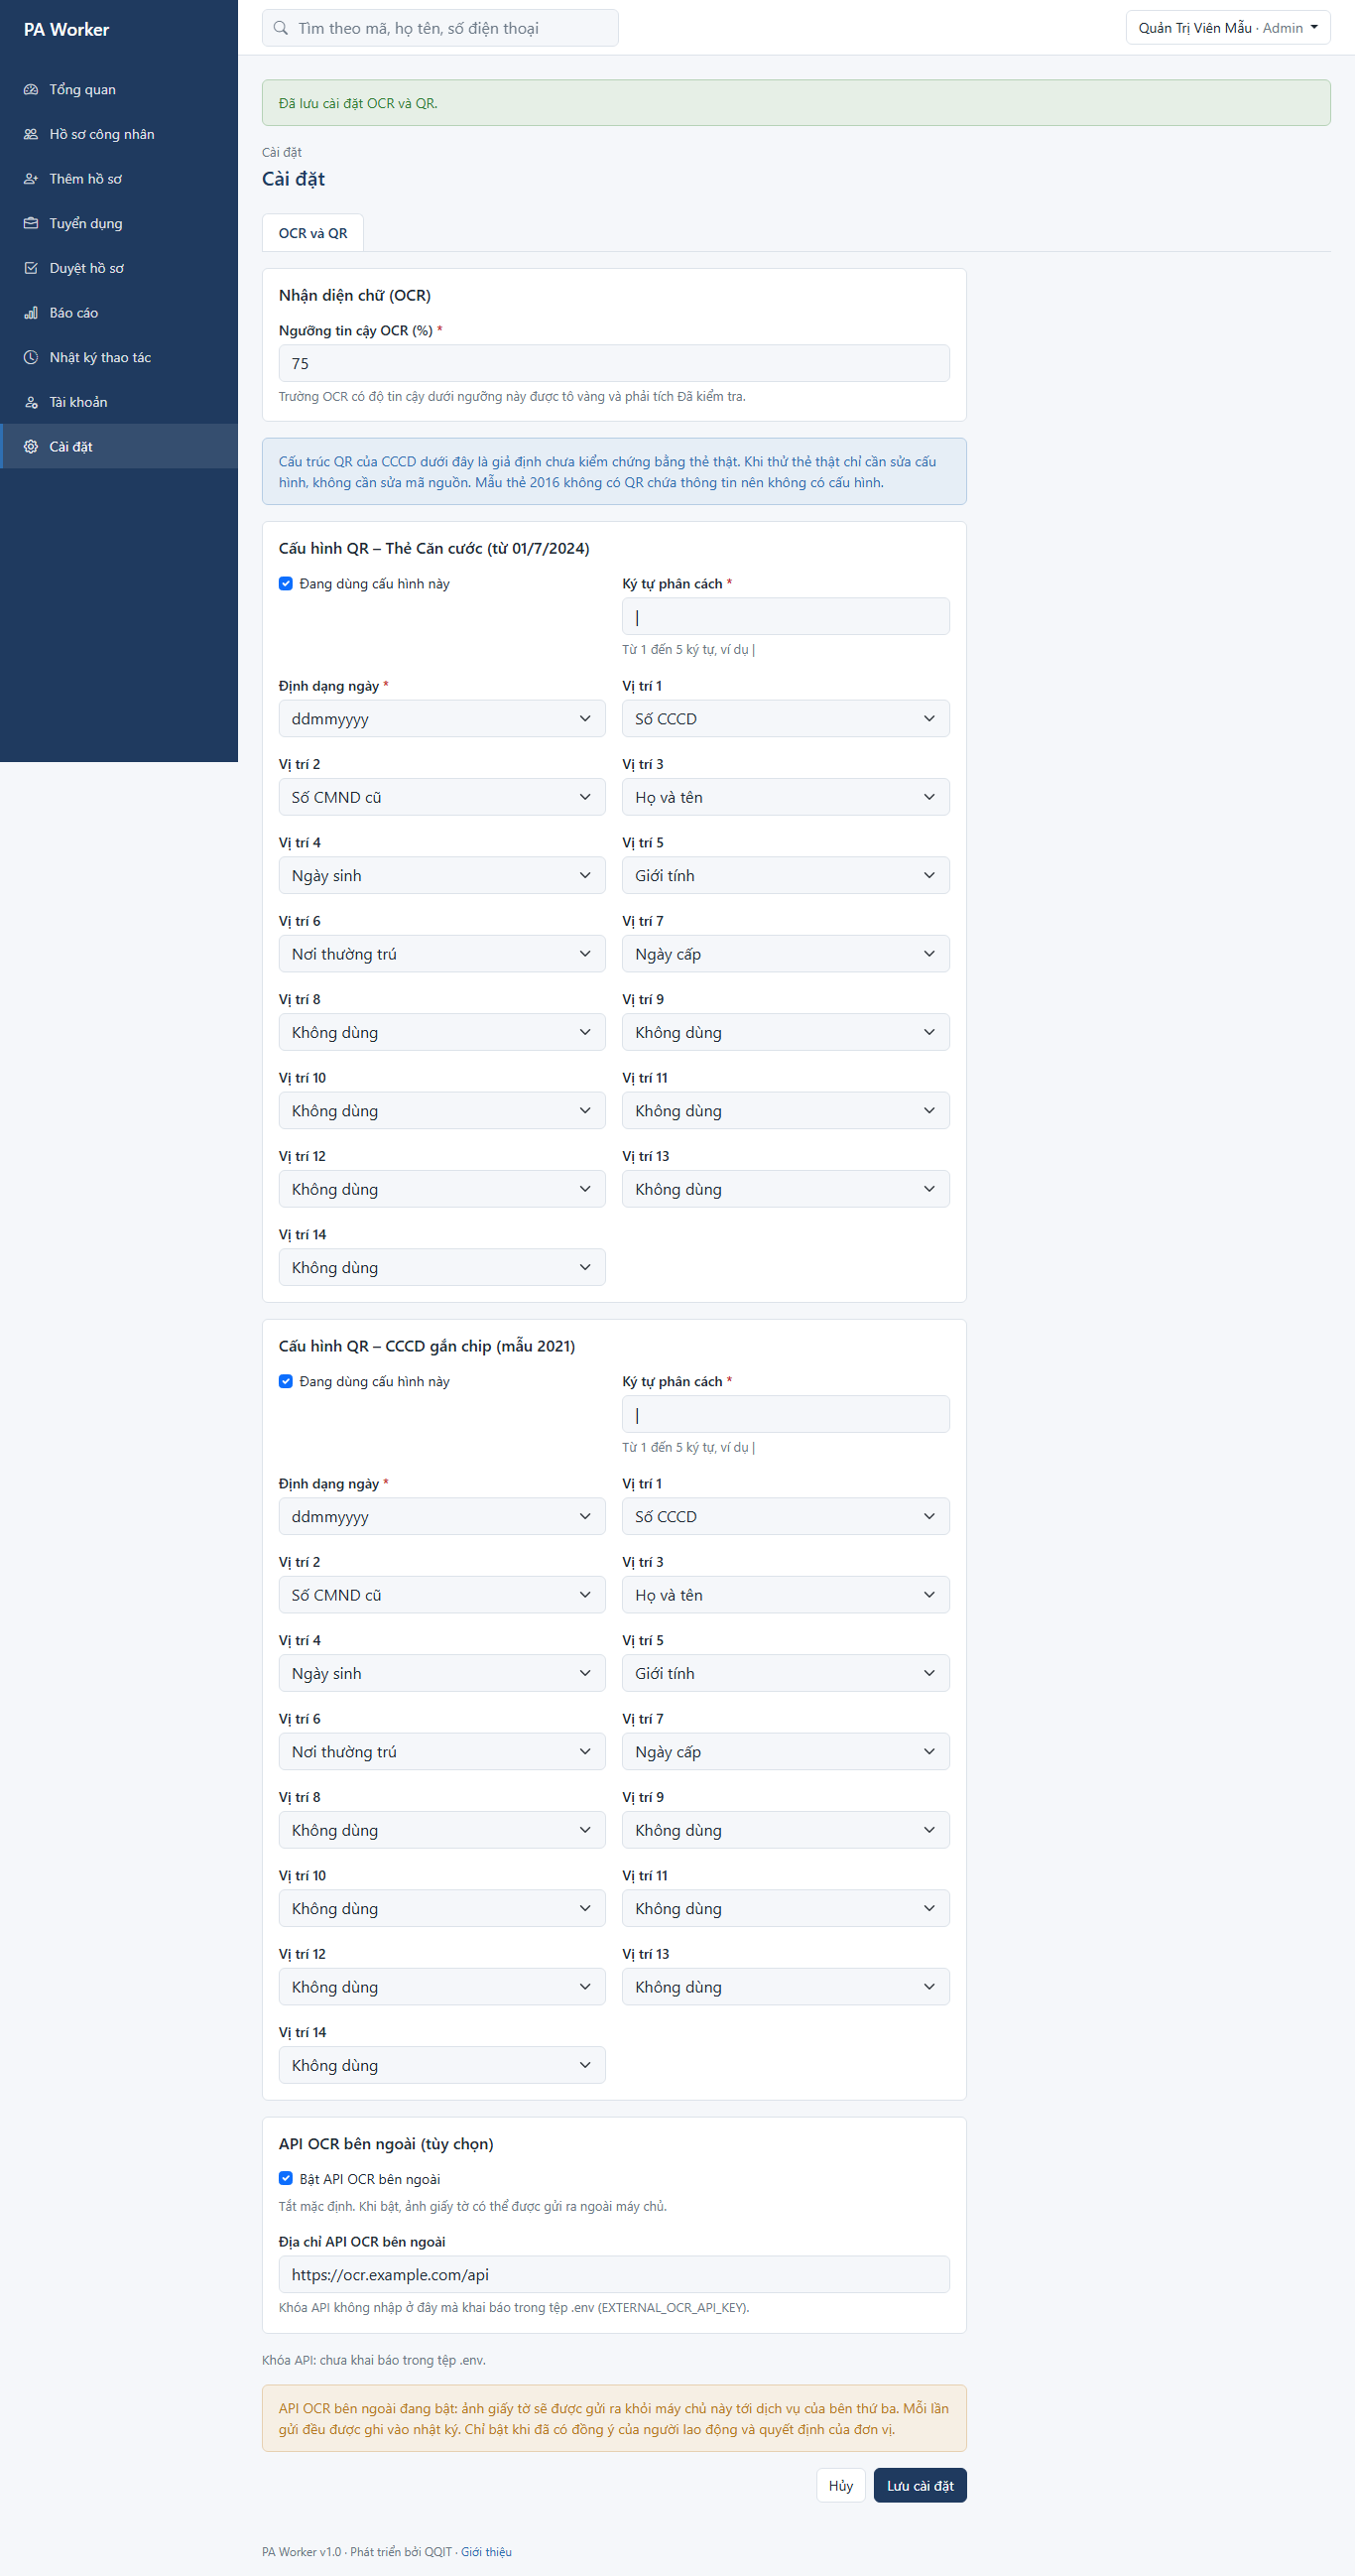 PA Worker
Tìm theo mã, họ tên, số điện thoại
Quản Trị Viên Mẫu · Admin
Tổng quan
Hồ sơ công nhân
Thêm hồ sơ
Tuyển dụng
Duyệt hồ sơ
Báo cáo
Nhật ký thao tác
Tài khoản
Cài đặt
Đã lưu cài đặt OCR và QR.
Cài đặt
Cài đặt
OCR và QR
Nhận diện chữ (OCR)
Ngưỡng tin cậy OCR (%) *
75
Trường OCR có độ tin cậy dưới ngưỡng này được tô vàng và phải tích Đã kiểm tra.
Cấu trúc QR của CCCD dưới đây là giả định chưa kiểm chứng bằng thẻ thật. Khi thử thẻ thật chỉ cần sửa cấu
hình, không cần sửa mã nguồn. Mẫu thẻ 2016 không có QR chứa thông tin nên không có cấu hình.
Cấu hình QR – Thẻ Căn cước (từ 01/7/2024)
Đang dùng cấu hình này
Ký tự phân cách *
|
Từ 1 đến 5 ký tự, ví dụ |
Định dạng ngày *
ddmmyyyy
Vị trí 1
Số CCCD
Vị trí 2
Số CMND cũ
Vị trí 3
Họ và tên
Vị trí 4
Ngày sinh
Vị trí 5
Giới tính
Vị trí 6
Nơi thường trú
Vị trí 7
Ngày cấp
Vị trí 8
Không dùng
Vị trí 9
Không dùng
Vị trí 10
Không dùng
Vị trí 11
Không dùng
Vị trí 12
Không dùng
Vị trí 13
Không dùng
Vị trí 14
Không dùng
Cấu hình QR – CCCD gắn chip (mẫu 2021)
Đang dùng cấu hình này
Ký tự phân cách *
|
Từ 1 đến 5 ký tự, ví dụ |
Định dạng ngày *
ddmmyyyy
Vị trí 1
Số CCCD
Vị trí 2
Số CMND cũ
Vị trí 3
Họ và tên
Vị trí 4
Ngày sinh
Vị trí 5
Giới tính
Vị trí 6
Nơi thường trú
Vị trí 7
Ngày cấp
Vị trí 8
Không dùng
Vị trí 9
Không dùng
Vị trí 10
Không dùng
Vị trí 11
Không dùng
Vị trí 12
Không dùng
Vị trí 13
Không dùng
Vị trí 14
Không dùng
API OCR bên ngoài (tùy chọn)
Bật API OCR bên ngoài
Tắt mặc định. Khi bật, ảnh giấy tờ có thể được gửi ra ngoài máy chủ.
Địa chỉ API OCR bên ngoài
https://ocr.example.com/api
Khóa API không nhập ở đây mà khai báo trong tệp .env (EXTERNAL_OCR_API_KEY).
Khóa API: chưa khai báo trong tệp .env.
API OCR bên ngoài đang bật: ảnh giấy tờ sẽ được gửi ra khỏi máy chủ này tới dịch vụ của bên thứ ba. Mỗi lần
gửi đều được ghi vào nhật ký. Chỉ bật khi đã có đồng ý của người lao động và quyết định của đơn vị.
Hủy
Lưu cài đặt
PA Worker v1.0 · Phát triển bởi QQIT · Giới thiệu